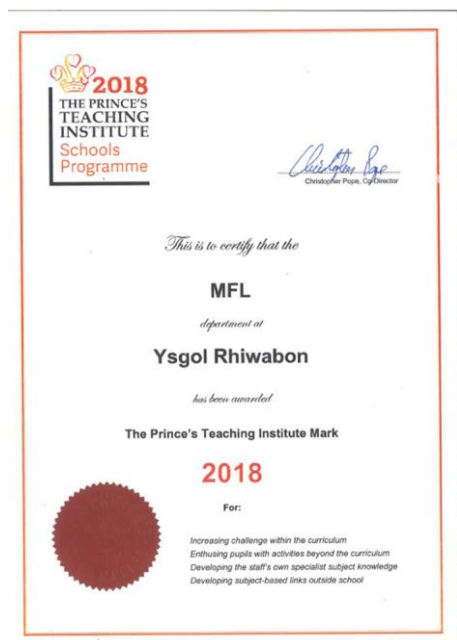 2018
THE PRINCE'S
TEACHING
INSTITUTE
Schools
Programme
Christopher Pope, Co-Director
This is to certify that the
MFL
department at
Ysgol Rhiwabon
has been awarded
The Prince's Teaching Institute Mark
2018
For:
Increasing challenge within the curriculum
Enthusing pupils with activities beyond the curriculum
Developing the staff's own specialist subject knowledge
Developing subject-based links outside school